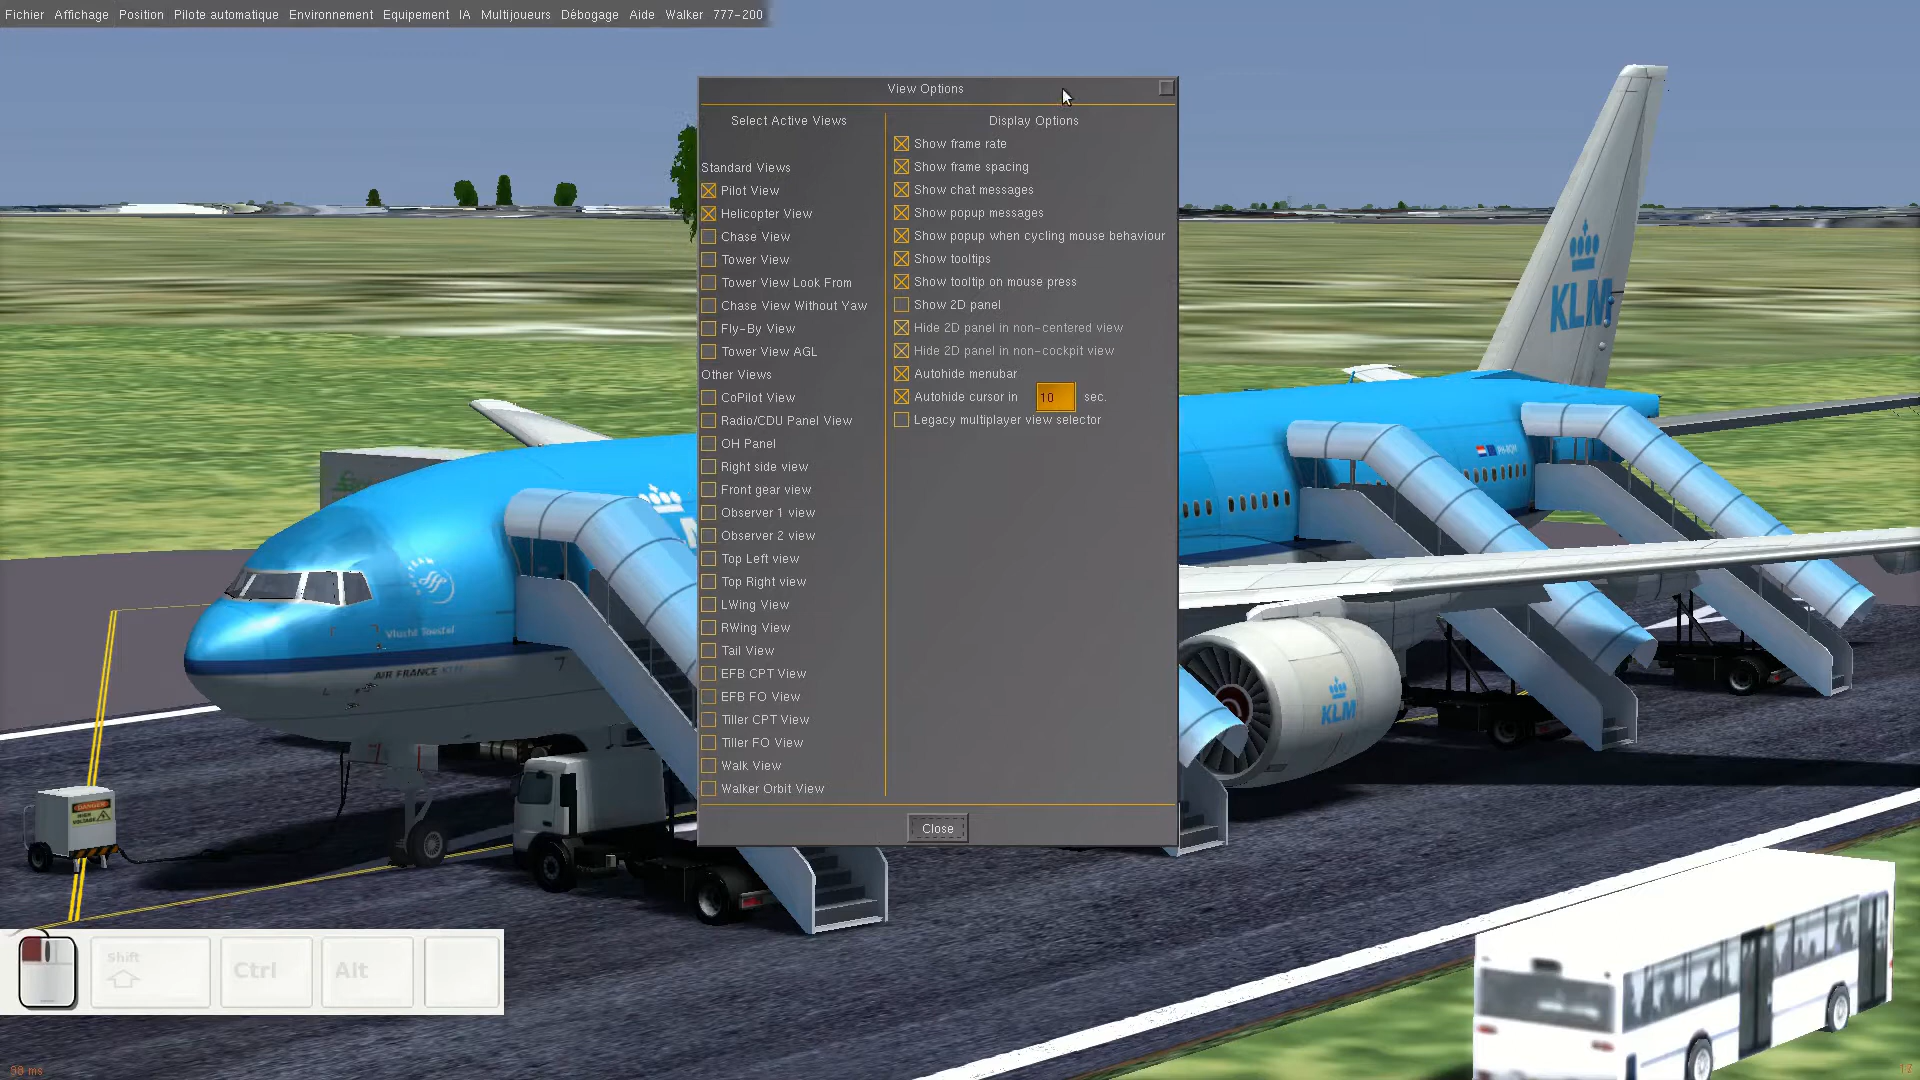 Fichier Affichage Position Pilote automatique Environnement Equipement IA Multijoueurs Débogage Aide Walker 777-200
View Options
Select Active Views
Standard Views
Pilot View
Helicopter View
Chase View
Tower View
Tower View Look From
Chase View Without Yaw
Fly-By View
Tower View AGL
Other Views
CoPilot View
Radio/CDU Panel View
OH Panel
Right side view
Front gear view
Observer 1 view
Observer 2 view
Top Left view
Top Right view
LWing View
RWing View
Tail View
EFB CPT View
EFB FO View
Tiller CPT View
Tiller FO View
Walk View
Walker Orbit View
Display Options
Show frame rate
Show frame spacing
Show chat messages
Show popup messages
Show popup when cycling mouse behaviour
Show tooltips
Show tooltip on mouse press
Show 2D panel
Hide 2D panel in non-centered view
Hide 2D panel in non-cockpit view
Autohide menubar
Autohide cursor in 10 sec.
Legacy multiplayer view selector
Close
KLM
KLM
AIR FRANCE
DANGER
HIGH VOLTAGE
Shift
Ctrl
Alt
98 ms